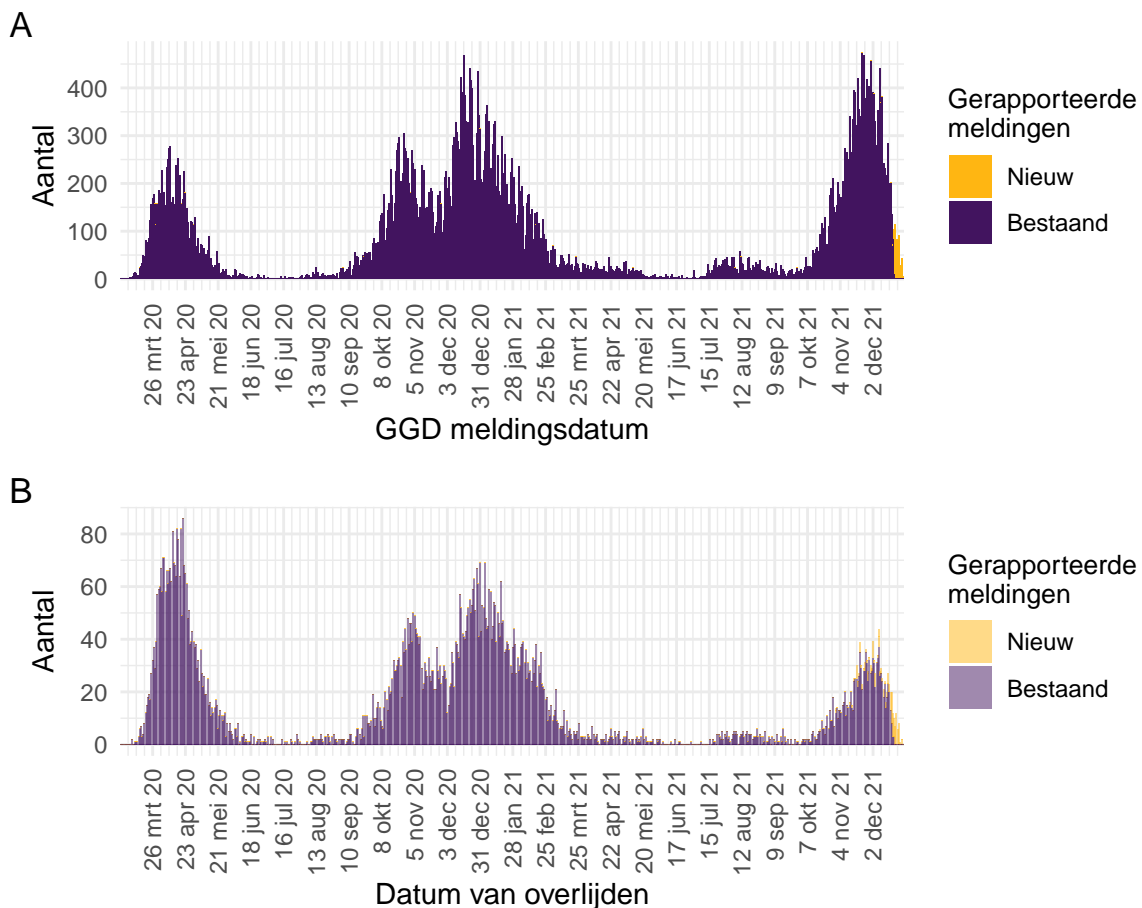 A
Aantal
400
300
200
100
0
26 mrt 20
23 apr 20
21 mei 20
18 jun 20
16 jul 20
13 aug 20
10 sep 20
8 okt 20
5 nov 20
3 dec 20
31 dec 20
28 jan 21
25 feb 21
25 mrt 21
22 apr 21
20 mei 21
17 jun 21
15 jul 21
12 aug 21
9 sep 21
7 okt 21
4 nov 21
2 dec 21
GGD meldingsdatum
Gerapporteerde
meldingen
Nieuw
Bestaand
B
Aantal
80
60
40
20
0
26 mrt 20
23 apr 20
21 mei 20
18 jun 20
16 jul 20
13 aug 20
10 sep 20
8 okt 20
5 nov 20
3 dec 20
31 dec 20
28 jan 21
25 feb 21
25 mrt 21
22 apr 21
20 mei 21
17 jun 21
15 jul 21
12 aug 21
9 sep 21
7 okt 21
4 nov 21
2 dec 21
Datum van overlijden
Gerapporteerde
meldingen
Nieuw
Bestaand